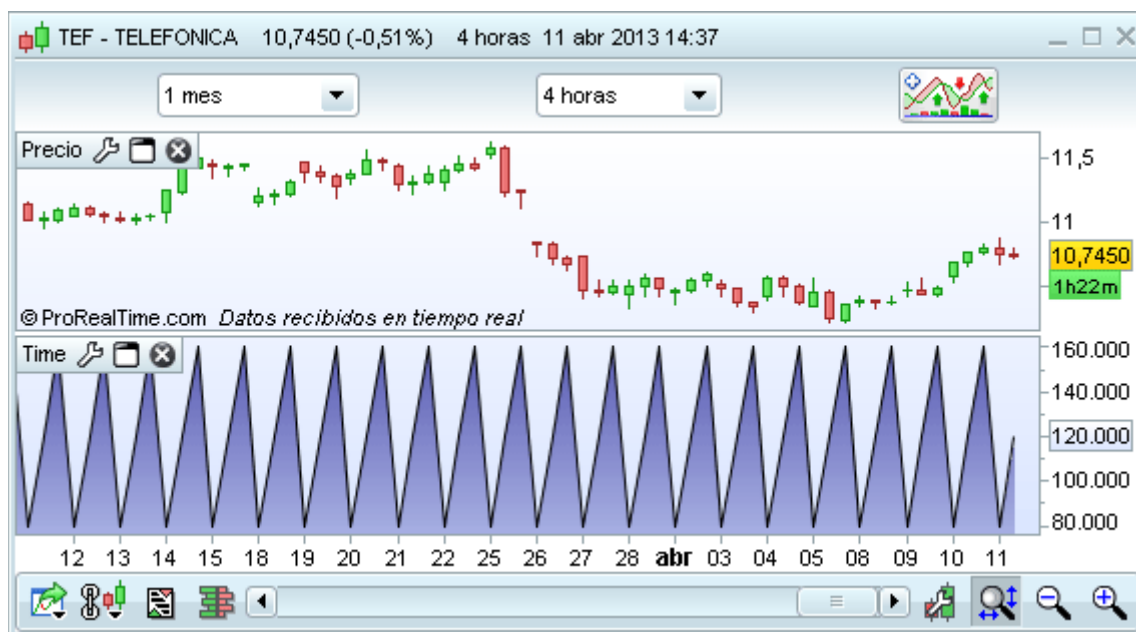 TEF - TELEFONICA 10,7450 (-0,51%) 4 horas 11 abr 2013 14:37
1 mes 4 horas
Precio
11,5
11
10,7450
1h22m
© ProRealTime.com Datos recibidos en tiempo real
Time
160.000
140.000
120.000
100.000
80.000
12 13 14 15 18 19 20 21 22 25 26 27 28 abr 03 04 05 08 09 10 11